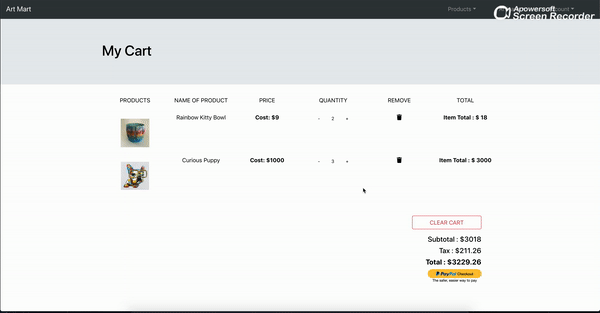 Art Mart
Products
Apowersoft
Screen Recorder
My Cart
PRODUCTS NAME OF PRODUCT PRICE QUANTITY REMOVE TOTAL
Rainbow Kitty Bowl Cost: $9 - 2 + Item Total : $ 18
Curious Puppy Cost: $1000 - 3 + Item Total : $ 3000
CLEAR CART
Subtotal : $3018
Tax : $211.26
Total : $3229.26
PayPal Checkout
The safer, easier way to pay